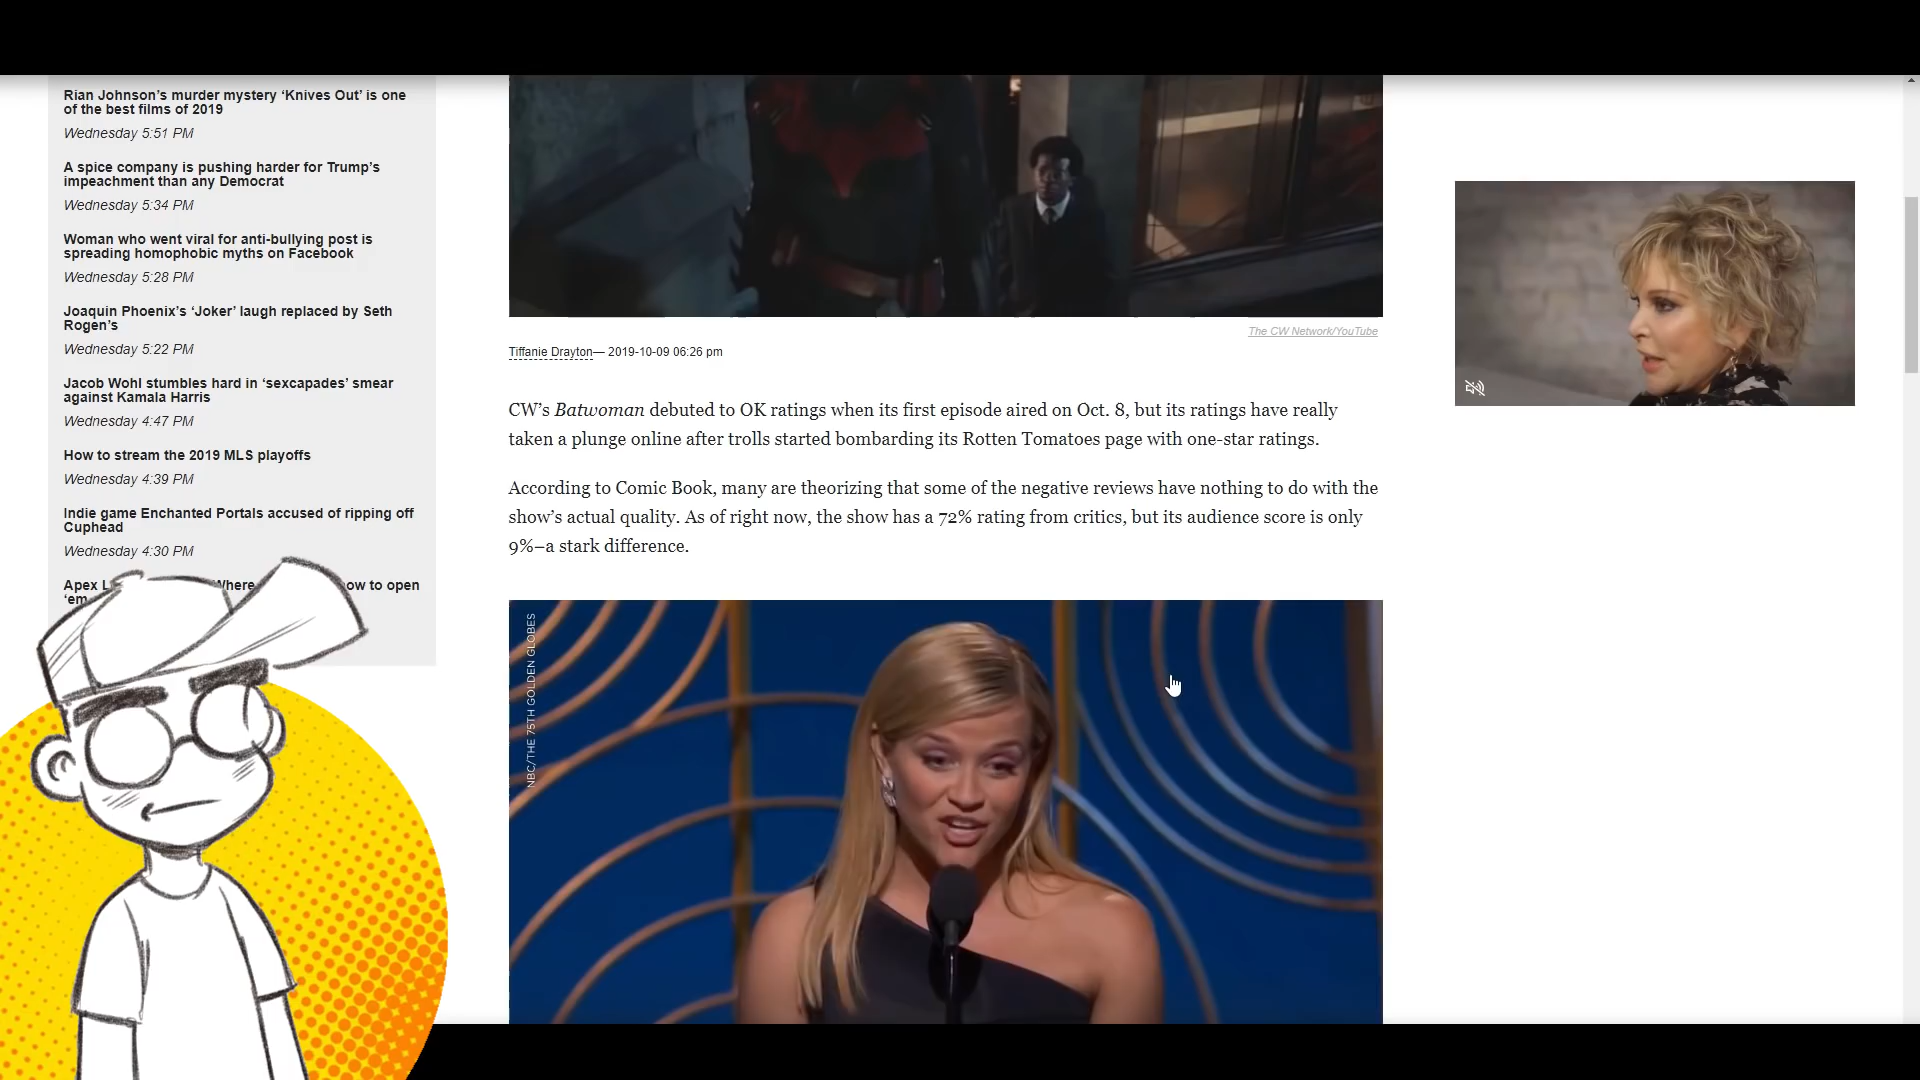 Rian Johnson’s murder mystery ‘Knives Out’ is one
of the best films of 2019
Wednesday 5:51 PM
A spice company is pushing harder for Trump’s
impeachment than any Democrat
Wednesday 5:34 PM
Woman who went viral for anti-bullying post is
spreading homophobic myths on Facebook
Wednesday 5:28 PM
Joaquin Phoenix’s ‘Joker’ laugh replaced by Seth
Rogen’s
Wednesday 5:22 PM
Jacob Wohl stumbles hard in ‘sexcapades’ smear
against Kamala Harris
Wednesday 4:47 PM
How to stream the 2019 MLS playoffs
Wednesday 4:39 PM
Indie game Enchanted Portals accused of ripping off
Cuphead
Wednesday 4:30 PM
Apex to open
‘em
The CW Network/YouTube
Tiffanie Drayton— 2019-10-09 06:26 pm
CW’s Batwoman debuted to OK ratings when its first episode aired on Oct. 8, but its ratings have really
taken a plunge online after trolls started bombarding its Rotten Tomatoes page with one-star ratings.
According to Comic Book, many are theorizing that some of the negative reviews have nothing to do with the
show’s actual quality. As of right now, the show has a 72% rating from critics, but its audience score is only
9%–a stark difference.
NBC/THE 75TH GOLDEN GLOBES